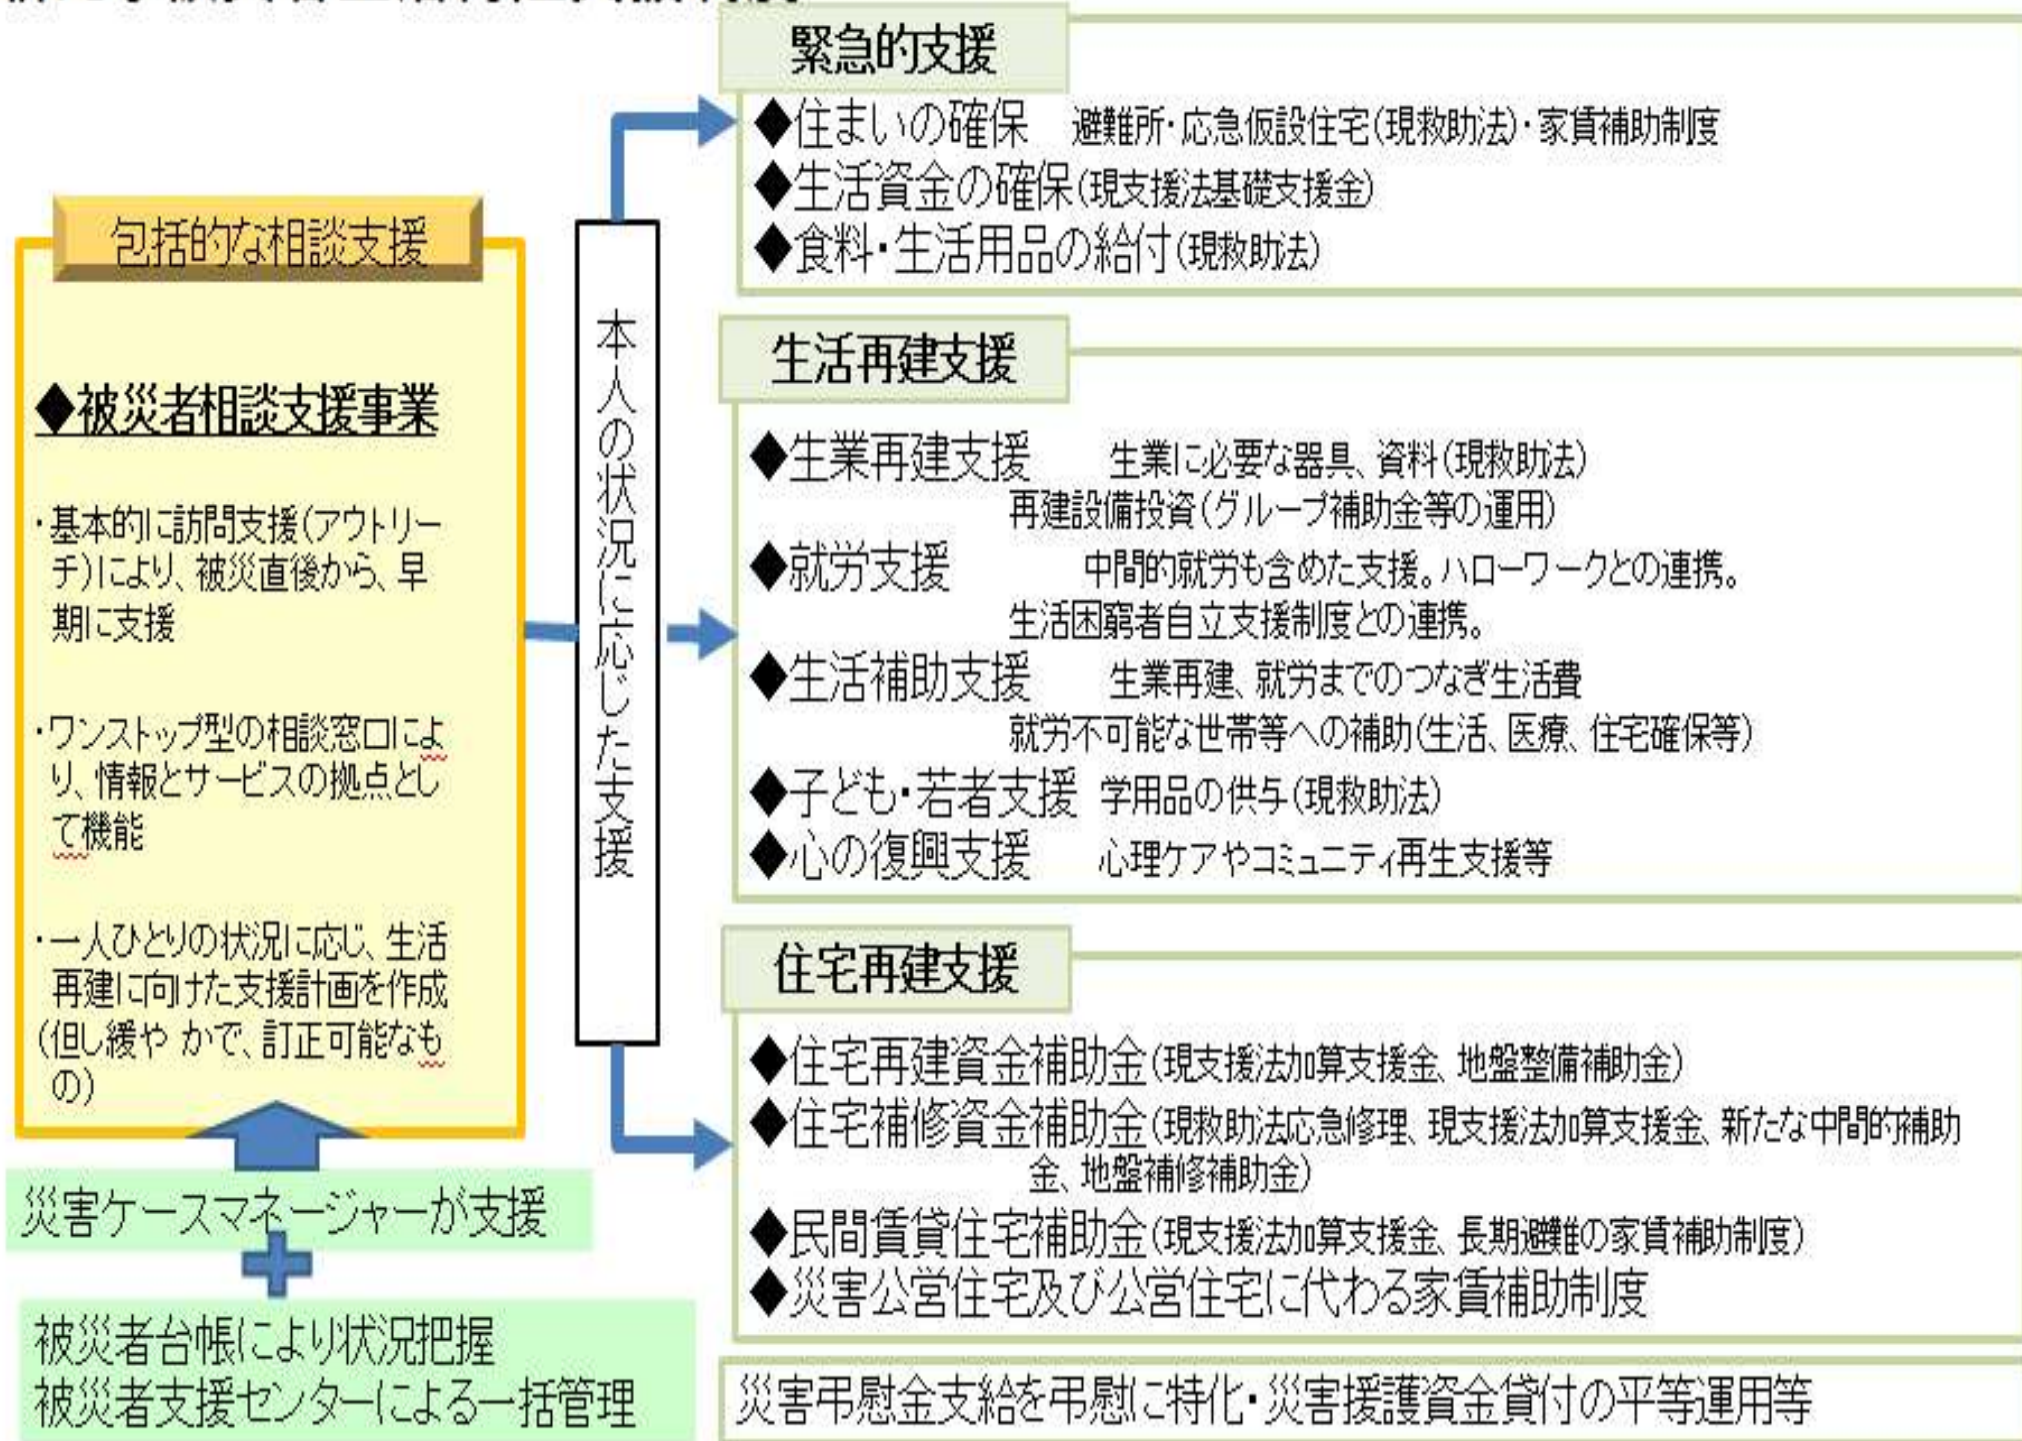 包括的な相談支援
◆被災者相談支援事業
・基本的に訪問支援(アウトリー
チ)により、被災直後から、早
期に支援
・ワンストップ型の相談窓口によ
り、情報とサービスの拠点とし
て機能
・一人ひとりの状況に応じ、生活
再建に向けた支援計画を作成
(但し緩や かで、訂正可能なも
の)
災害ケースマネージャーが支援
被災者台帳により状況把握
被災者支援センターによる一括管理
本人の状況に応じた支援
緊急的支援
◆住まいの確保 避難所・応急仮設住宅(現救助法)・家賃補助制度
◆生活資金の確保(現支援法基礎支援金)
◆食料・生活用品の給付(現救助法)
生活再建支援
◆生業再建支援 生業に必要な器具、資料(現救助法)
再建設備投資(グループ補助金等の運用)
◆就労支援 中間的就労も含めた支援。ハローワークとの連携。
生活困窮者自立支援制度との連携。
◆生活補助支援 生業再建、就労までのつなぎ生活費
就労不可能な世帯等への補助(生活、医療、住宅確保等)
◆子ども・若者支援 学用品の供与(現救助法)
◆心の復興支援 心理ケアやコミュニティ再生支援等
住宅再建支援
◆住宅再建資金補助金(現支援法加算支援金、地盤整備補助金)
◆住宅補修資金補助金(現救助法応急修理、現支援法加算支援金、新たな中間的補助
金、地盤補修補助金)
◆民間賃貸住宅補助金(現支援法加算支援金、長期避難の家賃補助制度)
◆災害公営住宅及び公営住宅に代わる家賃補助制度
災害弔慰金支給を弔慰に特化・災害援護資金貸付の平等運用等